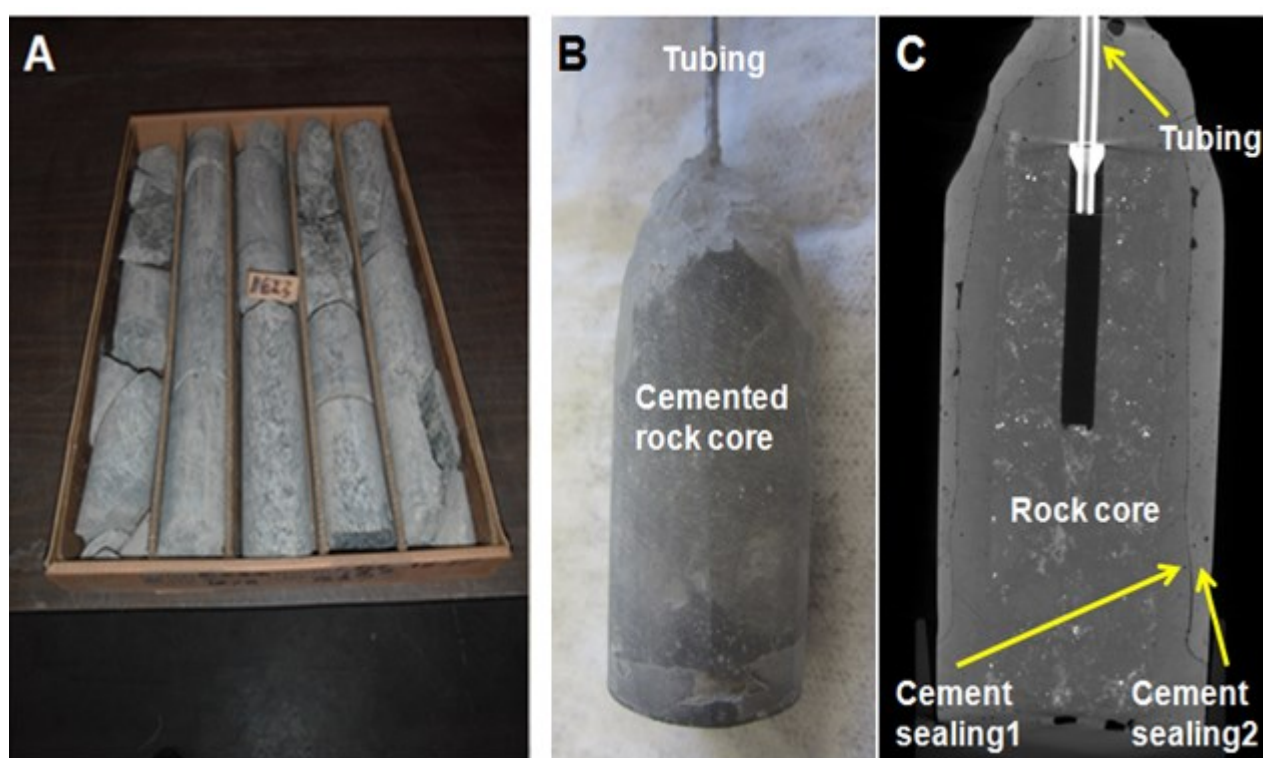 A
B
C
Tubing
Tubing
Cemented
rock core
Rock core
Cement
sealing1
Cement
sealing2